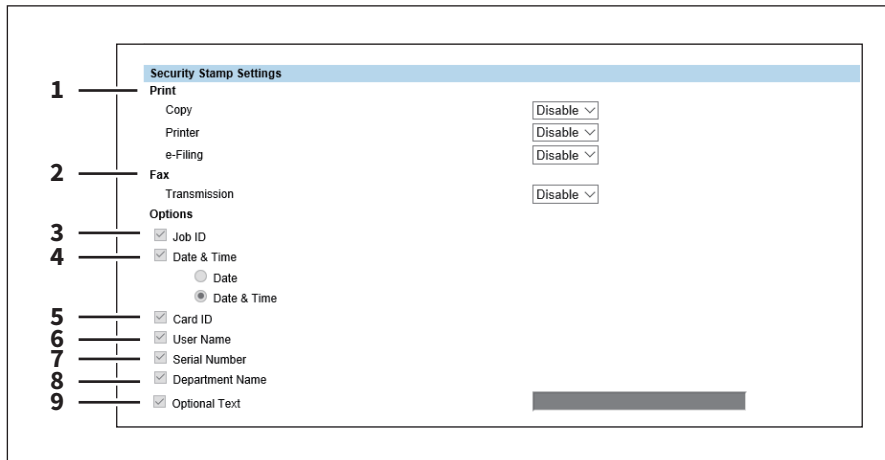 Security Stamp Settings
1 Print
Copy Disable
Printer Disable
e-Filing Disable
2 Fax
Transmission Disable
Options
3 Job ID
4 Date & Time
Date
Date & Time
5 Card ID
6 User Name
7 Serial Number
8 Department Name
9 Optional Text